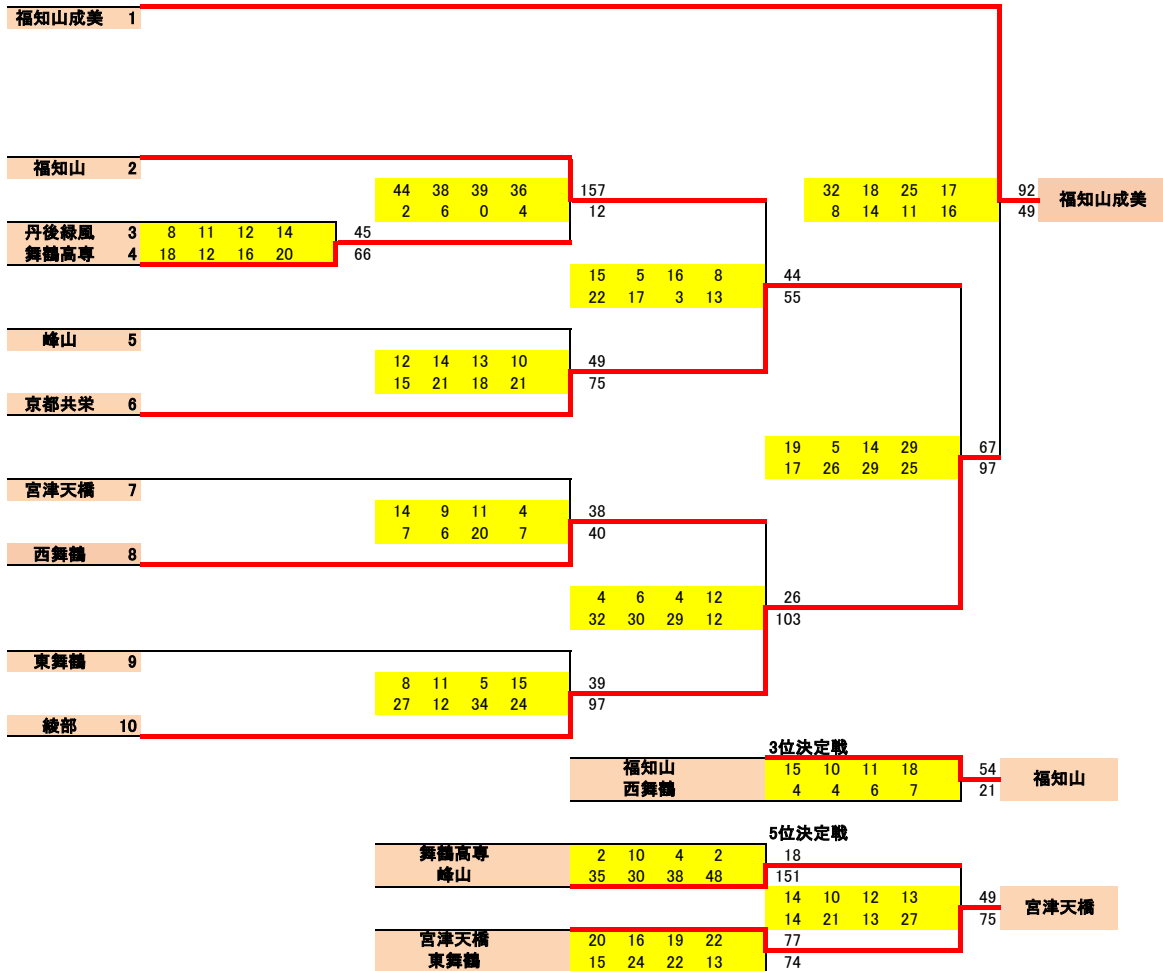 福知山成美 1
福知山 2
44 38 39 36 157
32 18 25 17 92
福知山成美
2 6 0 4 12
8 14 11 16 49
丹後緑風 3 8 11 12 14 45
舞鶴高専 4 18 12 16 20 66
15 5 16 8 44
22 17 3 13 55
峰山 5
12 14 13 10 49
15 21 18 21 75
京都共栄 6
19 5 14 29 67
17 26 29 25 97
宮津天橋 7
14 9 11 4 38
7 6 20 7 40
西舞鶴 8
4 6 4 12 26
32 30 29 12 103
東舞鶴 9
8 11 5 15 39
27 12 34 24 97
綾部 10
3位決定戦
福知山 15 10 11 18 54
福知山
西舞鶴 4 4 6 7 21
5位決定戦
舞鶴高専 2 10 4 2 18
峰山 35 30 38 48 151
14 10 12 13 49
宮津天橋
14 21 13 27 75
宮津天橋 20 16 19 22 77
東舞鶴 15 24 22 13 74